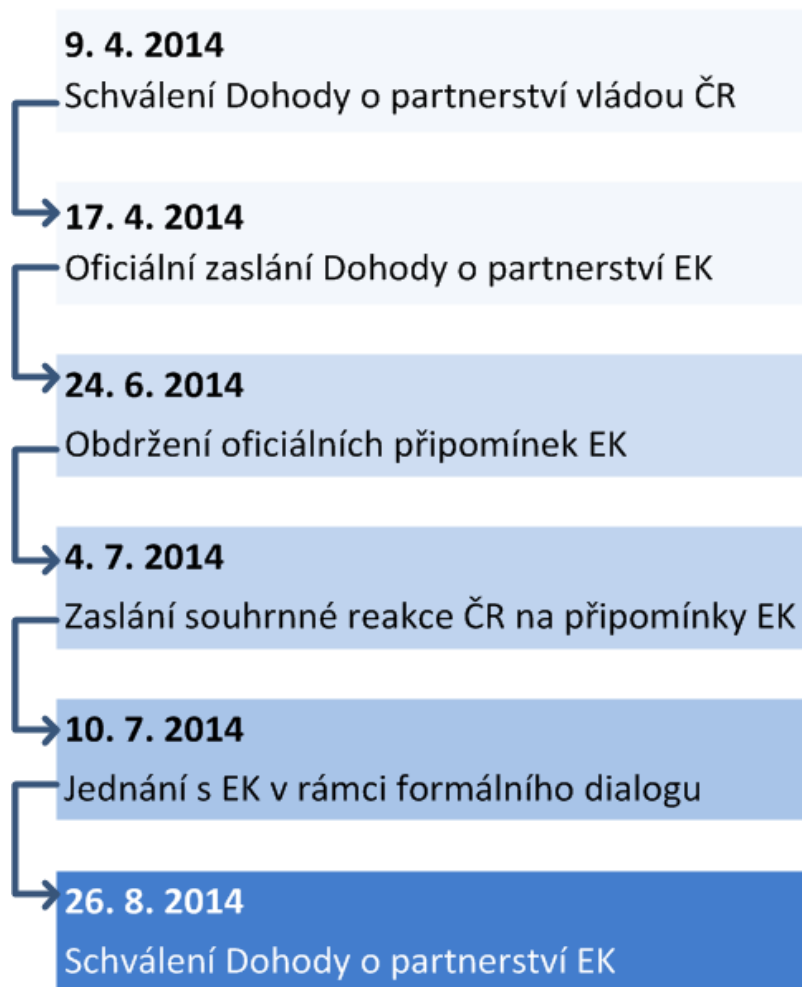 9. 4. 2014
Schválení Dohody o partnerství vládou ČR
17. 4. 2014
Oficiální zaslání Dohody o partnerství EK
24. 6. 2014
Obdržení oficiálních připomínek EK
4. 7. 2014
Zaslání souhrnné reakce ČR na připomínky EK
10. 7. 2014
Jednání s EK v rámci formálního dialogu
26. 8. 2014
Schválení Dohody o partnerství EK